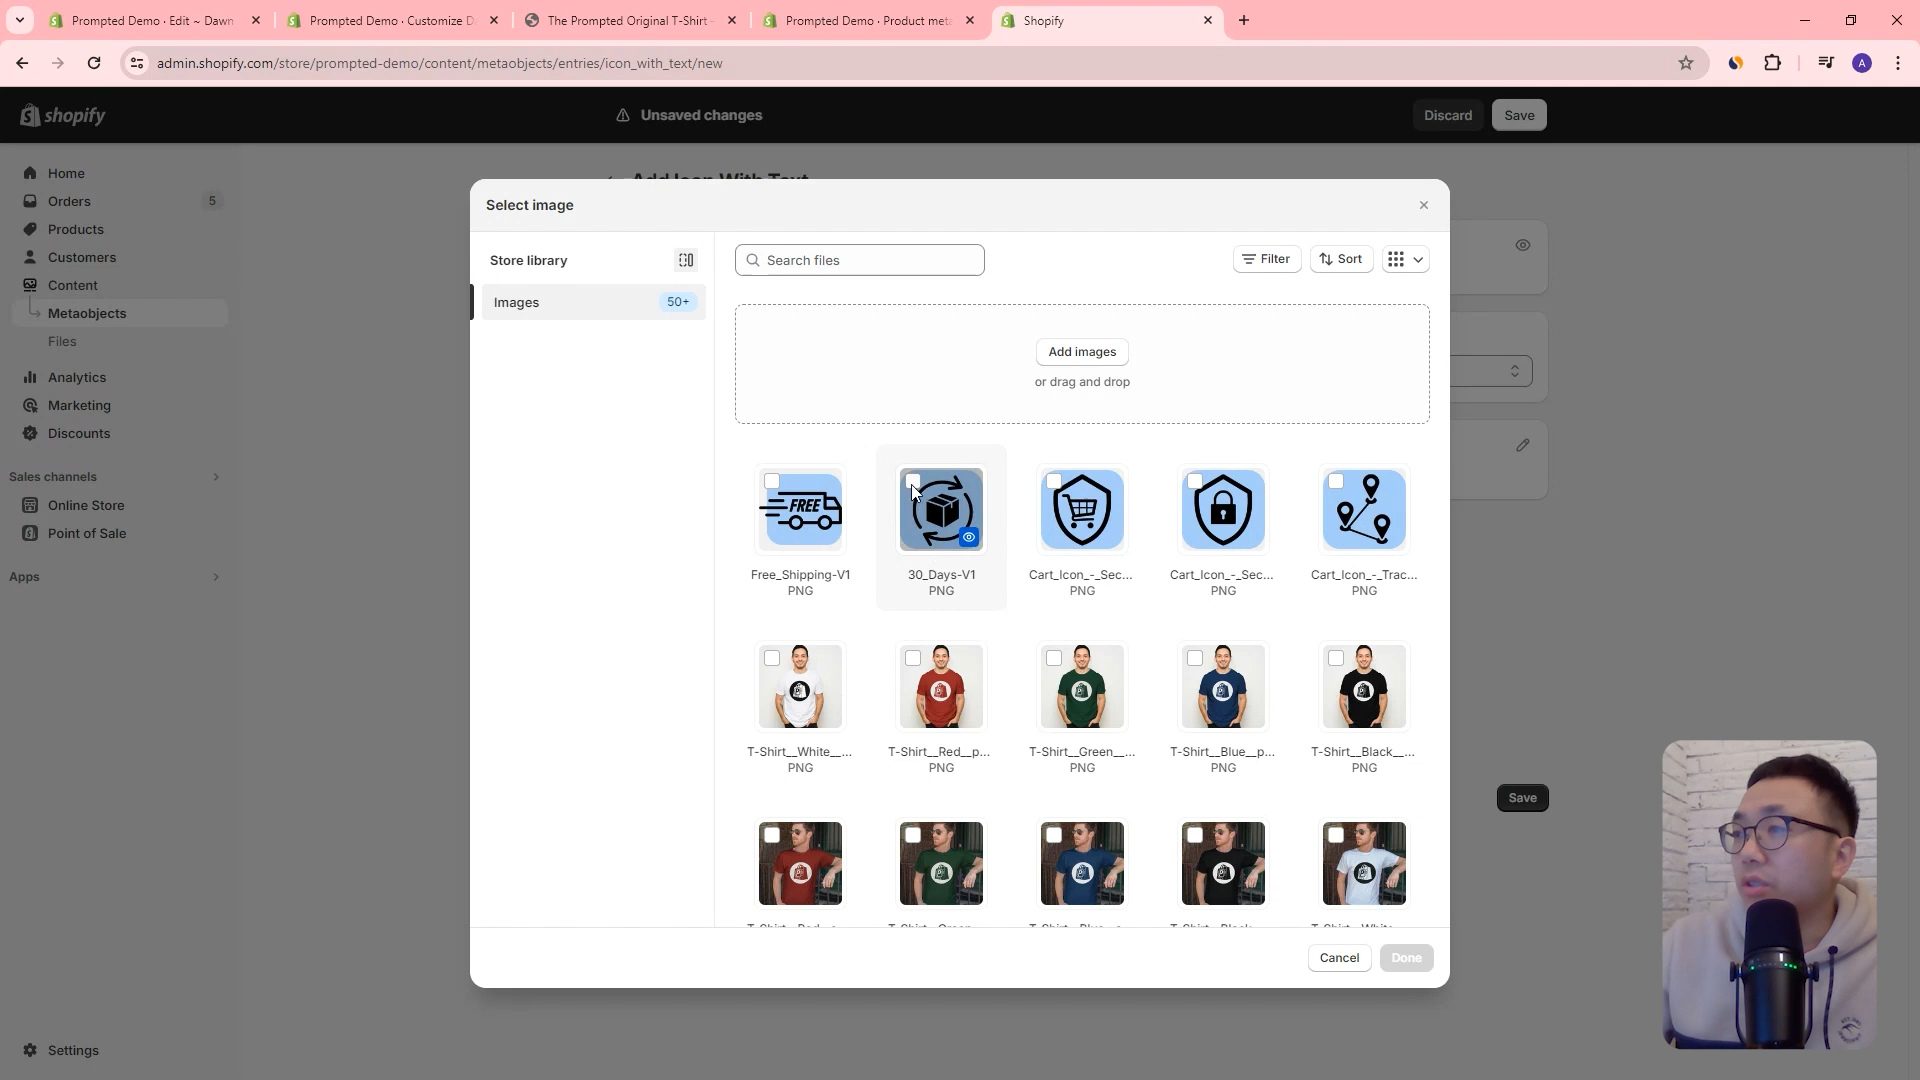 Prompted Demo · Edit ~ Dawn
Prompted Demo · Customize D
The Prompted Original T-Shirt
Prompted Demo · Product meta
Shopify
admin.shopify.com/store/prompted-demo/content/metaobjects/entries/icon_with_text/new
A
shopify
Unsaved changes
Discard
Save
Home
Orders
5
Products
Customers
Content
Metaobjects
Files
Analytics
Marketing
Discounts
Sales channels
Online Store
Point of Sale
Apps
Settings
Add Icon With Text
Select image
Store library
Images
50+
Search files
Filter
Sort
Add images
or drag and drop
FREE
Free_Shipping-V1
PNG
30_Days-V1
PNG
Cart_Icon_-_Sec...
PNG
Cart_Icon_-_Sec...
PNG
Cart_Icon_-_Trac...
PNG
T-Shirt__White__...
PNG
T-Shirt__Red__p...
PNG
T-Shirt__Green__...
PNG
T-Shirt__Blue__p...
PNG
T-Shirt__Black__...
PNG
Save
Cancel
Done